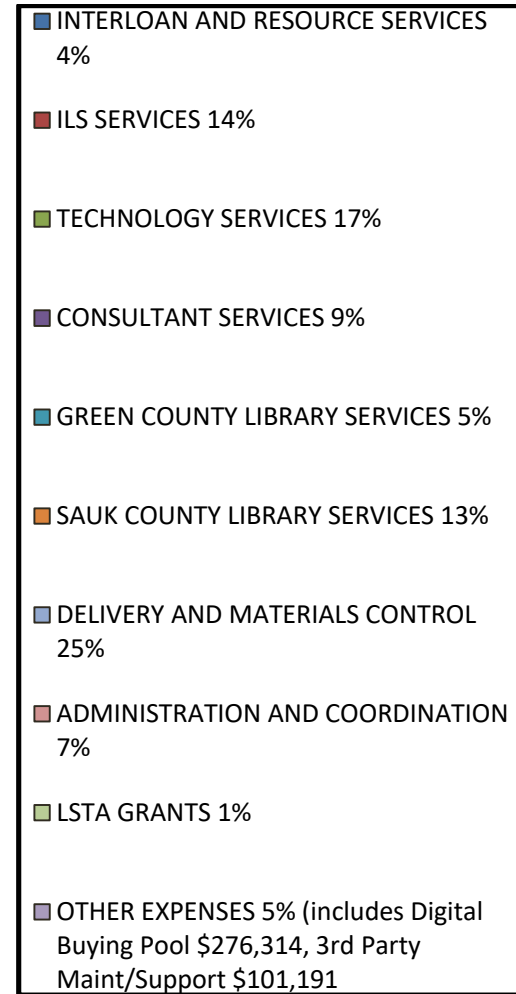 INTERLOAN AND RESOURCE SERVICES
4%
ILS SERVICES 14%
TECHNOLOGY SERVICES 17%
CONSULTANT SERVICES 9%
GREEN COUNTY LIBRARY SERVICES 5%
SAUK COUNTY LIBRARY SERVICES 13%
DELIVERY AND MATERIALS CONTROL
25%
ADMINISTRATION AND COORDINATION
7%
LSTA GRANTS 1%
OTHER EXPENSES 5% (includes Digital
Buying Pool $276,314, 3rd Party
Maint/Support $101,191